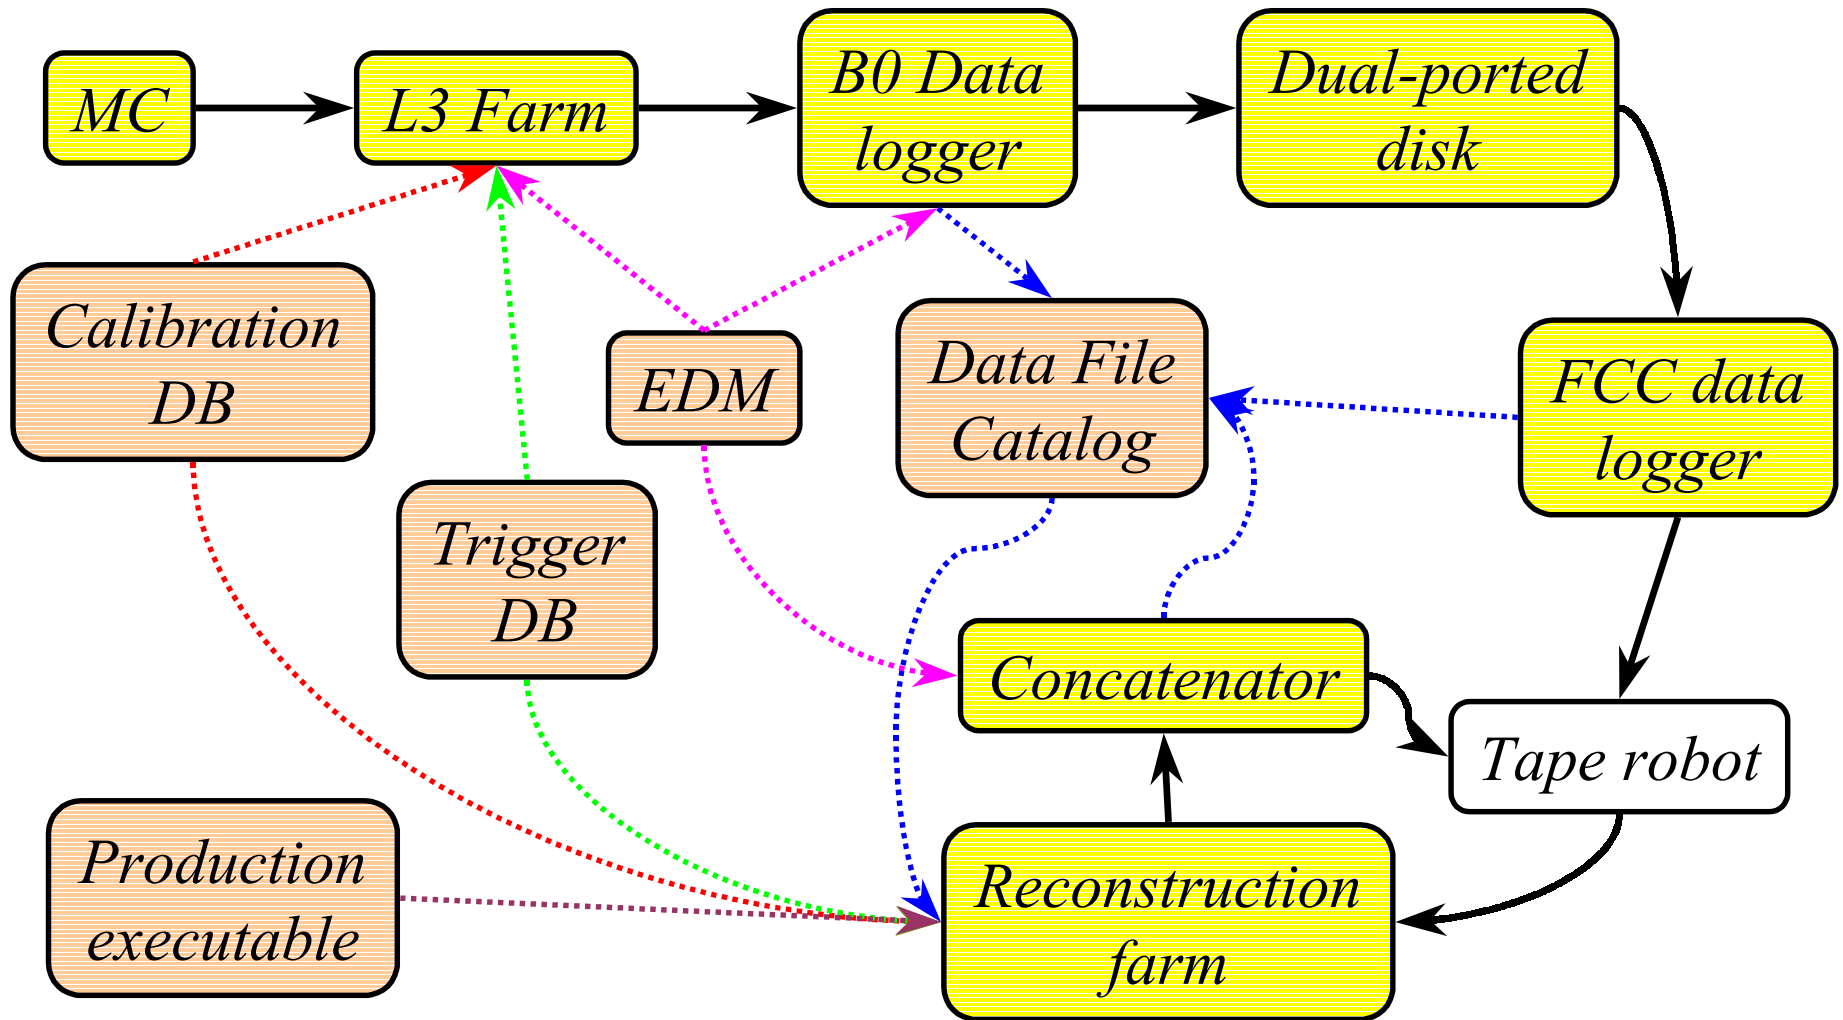 MC
L3 Farm
B0 Data
logger
Dual-ported
disk
Calibration
DB
EDM
Data File
Catalog
FCC data
logger
Trigger
DB
Concatenator
Tape robot
Production
executable
Reconstruction
farm